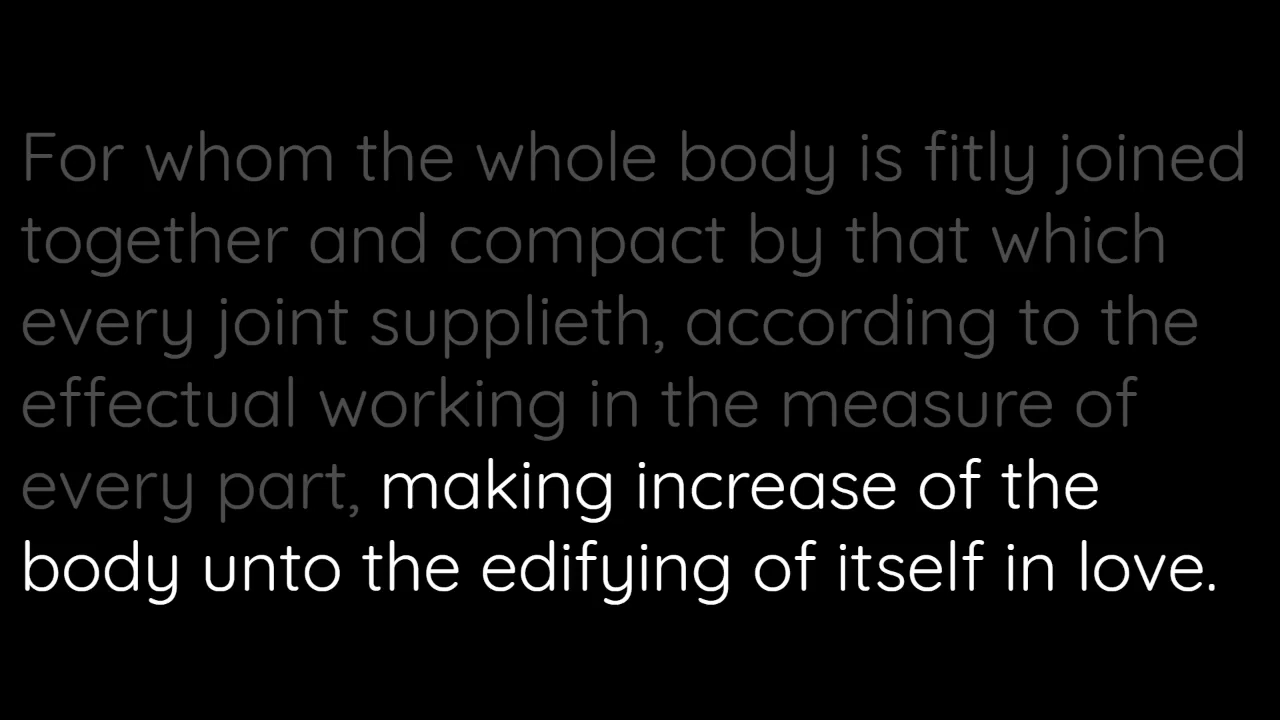 For whom the whole body is fitly joined
together and compact by that which
every joint supplieth, according to the
effectual working in the measure of
every part, making increase of the
body unto the edifying of itself in love.